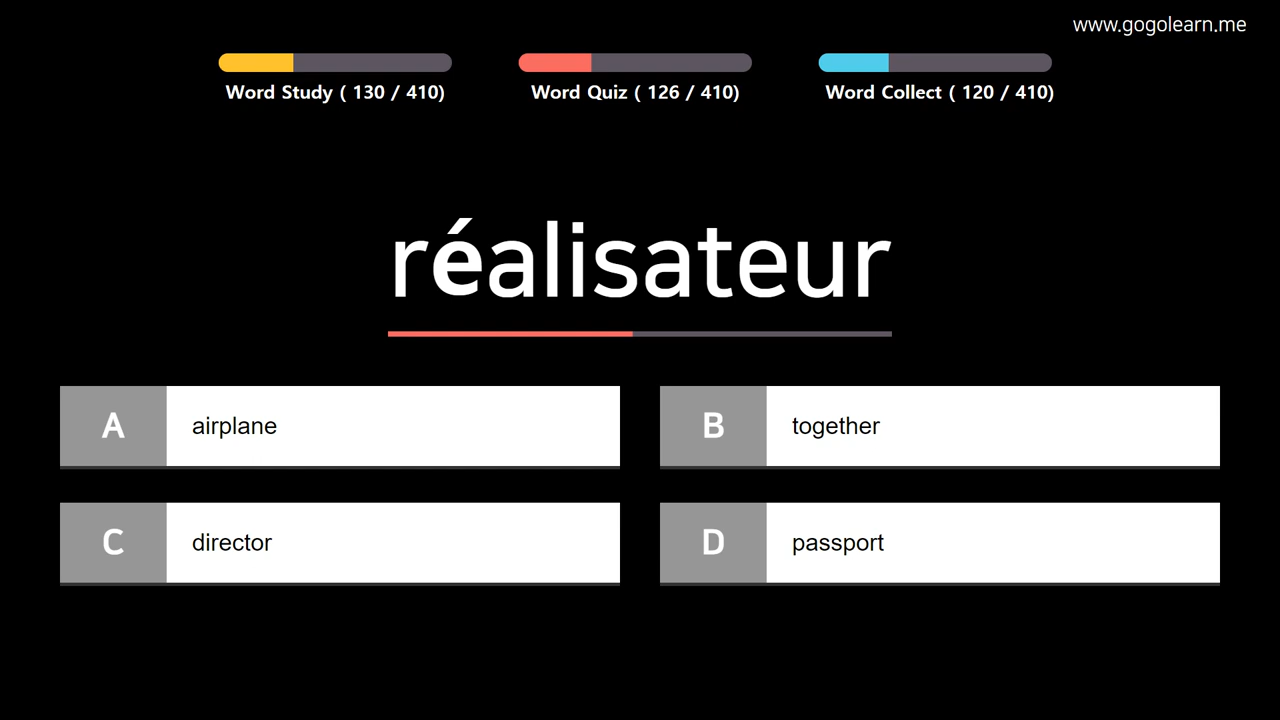 www.gogolearn.me
Word Study ( 130 / 410)
Word Quiz ( 126 / 410)
Word Collect ( 120 / 410)
réalisateur
A airplane
B together
C director
D passport